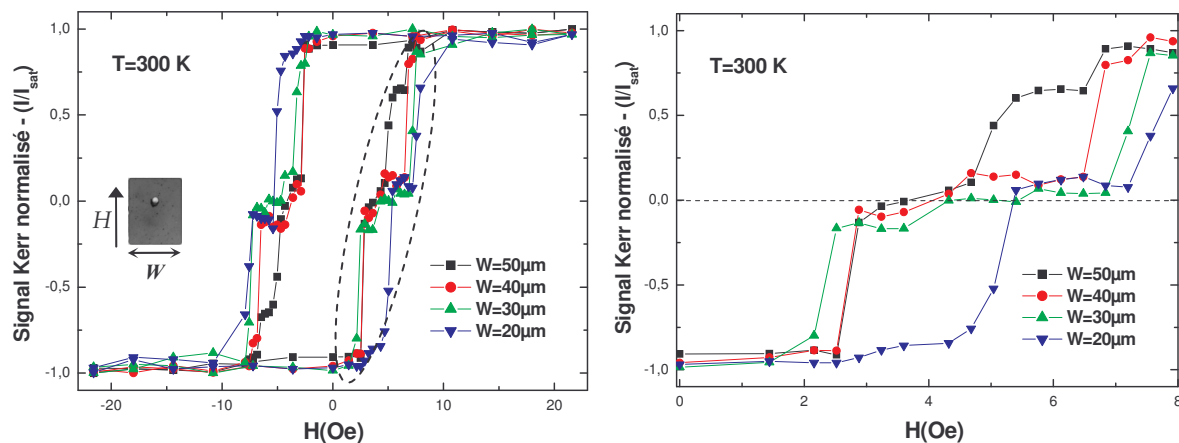 Signal Kerr normalisé - (I/I_sat)
1,0
0,5
0,0
-0,5
-1,0
T=300 K
H
W
W=50µm
W=40µm
W=30µm
W=20µm
-20 -10 0 10 20
H(Oe)
Signal Kerr normalisé - (I/I_sat)
1,0
0,5
0,0
-0,5
-1,0
T=300 K
W=50µm
W=40µm
W=30µm
W=20µm
0 2 4 6 8
H(Oe)